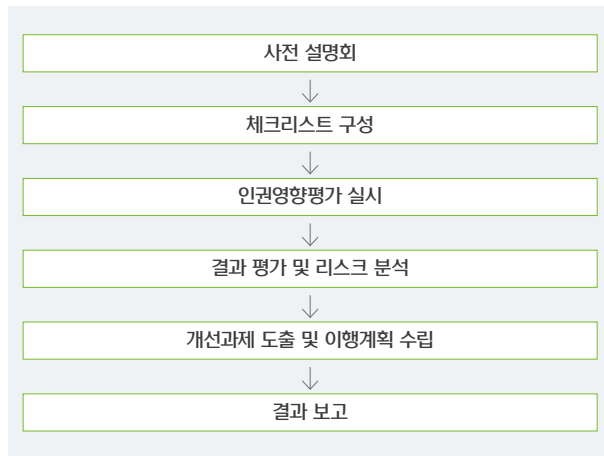 사전 설명회
체크리스트 구성
인권영향평가 실시
결과 평가 및 리스크 분석
개선과제 도출 및 이행계획 수립
결과 보고